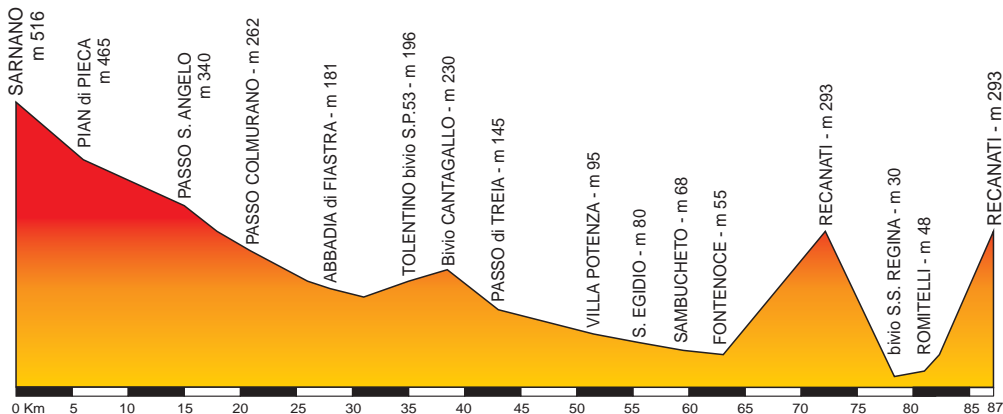 SARNANO
m 516
PIAN di PIECA
m 465
PASSO S. ANGELO
m 340
PASSO COLMURANO - m 262
ABBADIA di FIASTRA - m 181
TOLENTINO bivio S.P.53 - m 196
Bivio CANTAGALLO - m 230
PASSO di TREIA - m 145
VILLA POTENZA - m 95
S. EGIDIO - m 80
SAMBUCHETO - m 68
FONTENOCE - m 55
RECANATI - m 293
bivio S.S. REGINA - m 30
ROMITELLI - m 48
RECANATI - m 293
0 Km 5 10 15 20 25 30 35 40 45 50 55 60 65 70 75 80 85 87